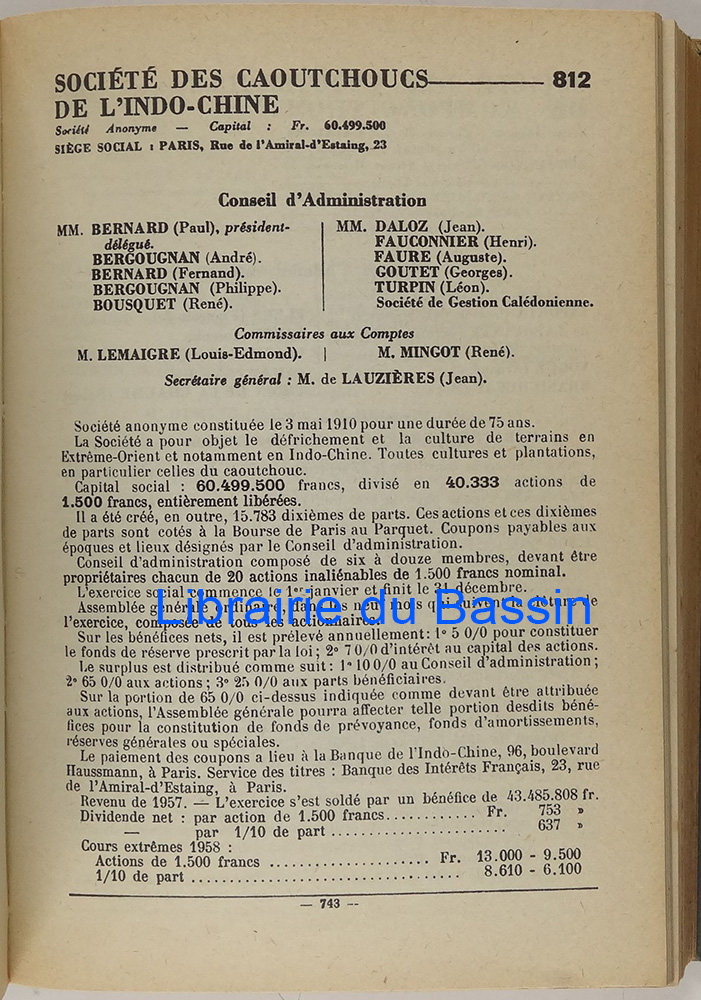 SOCIÉTÉ DES CAOUTCHOUCS 812
DE L'INDO-CHINE
Société Anonyme — Capital : Fr. 60.499.500
SIÈGE SOCIAL : PARIS, Rue de l'Amiral-d'Estaing, 23
Conseil d'Administration
MM. BERNARD (Paul), président-
délégué.
BERGOUGNAN (André).
BERNARD (Fernand).
BERGOUGNAN (Philippe).
BOUSQUET (René).
MM. DALOZ (Jean).
FAUCONNIER (Henri).
FAURE (Auguste).
GOUTET (Georges).
TURPIN (Léon).
Société de Gestion Calédonienne.
Commissaires aux Comptes
M. LEMAIGRE (Louis-Edmond). | M. MINGOT (René).
Secrétaire général : M. de LAUZIÈRES (Jean).
Société anonyme constituée le 3 mai 1910 pour une durée de 75 ans.
La Société a pour objet le défrichement et la culture de terrains en
Extrême-Orient et notamment en Indo-Chine. Toutes cultures et plantations,
en particulier celles du caoutchouc.
Capital social : 60.499.500 francs, divisé en 40.333 actions de
1.500 francs, entièrement libérées.
Il a été créé, en outre, 15.783 dixièmes de parts. Ces actions et ces dixièmes
de parts sont cotés à la Bourse de Paris au Parquet. Coupons payables aux
époques et lieux désignés par le Conseil d'administration.
Conseil d'administration composé de six à douze membres, devant être
propriétaires chacun de 20 actions inaliénables de 1.500 francs nominal.
L'exercice social commence le 1er janvier et finit le 31 décembre.
Assemblée générale ordinaire, dans les neuf mois qui suivent la clôture de
l'exercice, composée de tous les actionnaires.
Librairie du Bassin
Sur les bénéfices nets, il est prélevé annuellement : 1° 5 0/0 pour constituer
le fonds de réserve prescrit par la loi ; 2° 7 0/0 d'intérêt au capital des actions.
Le surplus est distribué comme suit : 1° 10 0/0 au Conseil d'administration ;
2° 65 0/0 aux actions ; 3° 25 0/0 aux parts bénéficiaires.
Sur la portion de 65 0/0 ci-dessus indiquée comme devant être attribuée
aux actions, l'Assemblée générale pourra affecter telle portion desdits béné-
fices pour la constitution de fonds de prévoyance, fonds d'amortissements,
réserves générales ou spéciales.
Le paiement des coupons a lieu à la Banque de l'Indo-Chine, 96, boulevard
Haussmann, à Paris. Service des titres : Banque des Intérêts Français, 23, rue
de l'Amiral-d'Estaing, à Paris.
Revenu de 1957. — L'exercice s'est soldé par un bénéfice de 43.485.808 fr.
Dividende net : par action de 1.500 francs............ Fr. 753 »
— par 1/10 de part ........................ 637 »
Cours extrêmes 1958 :
Actions de 1.500 francs ...................... Fr. 13.000 - 9.500
1/10 de part ..................................... 8.610 - 6.100
— 743 —